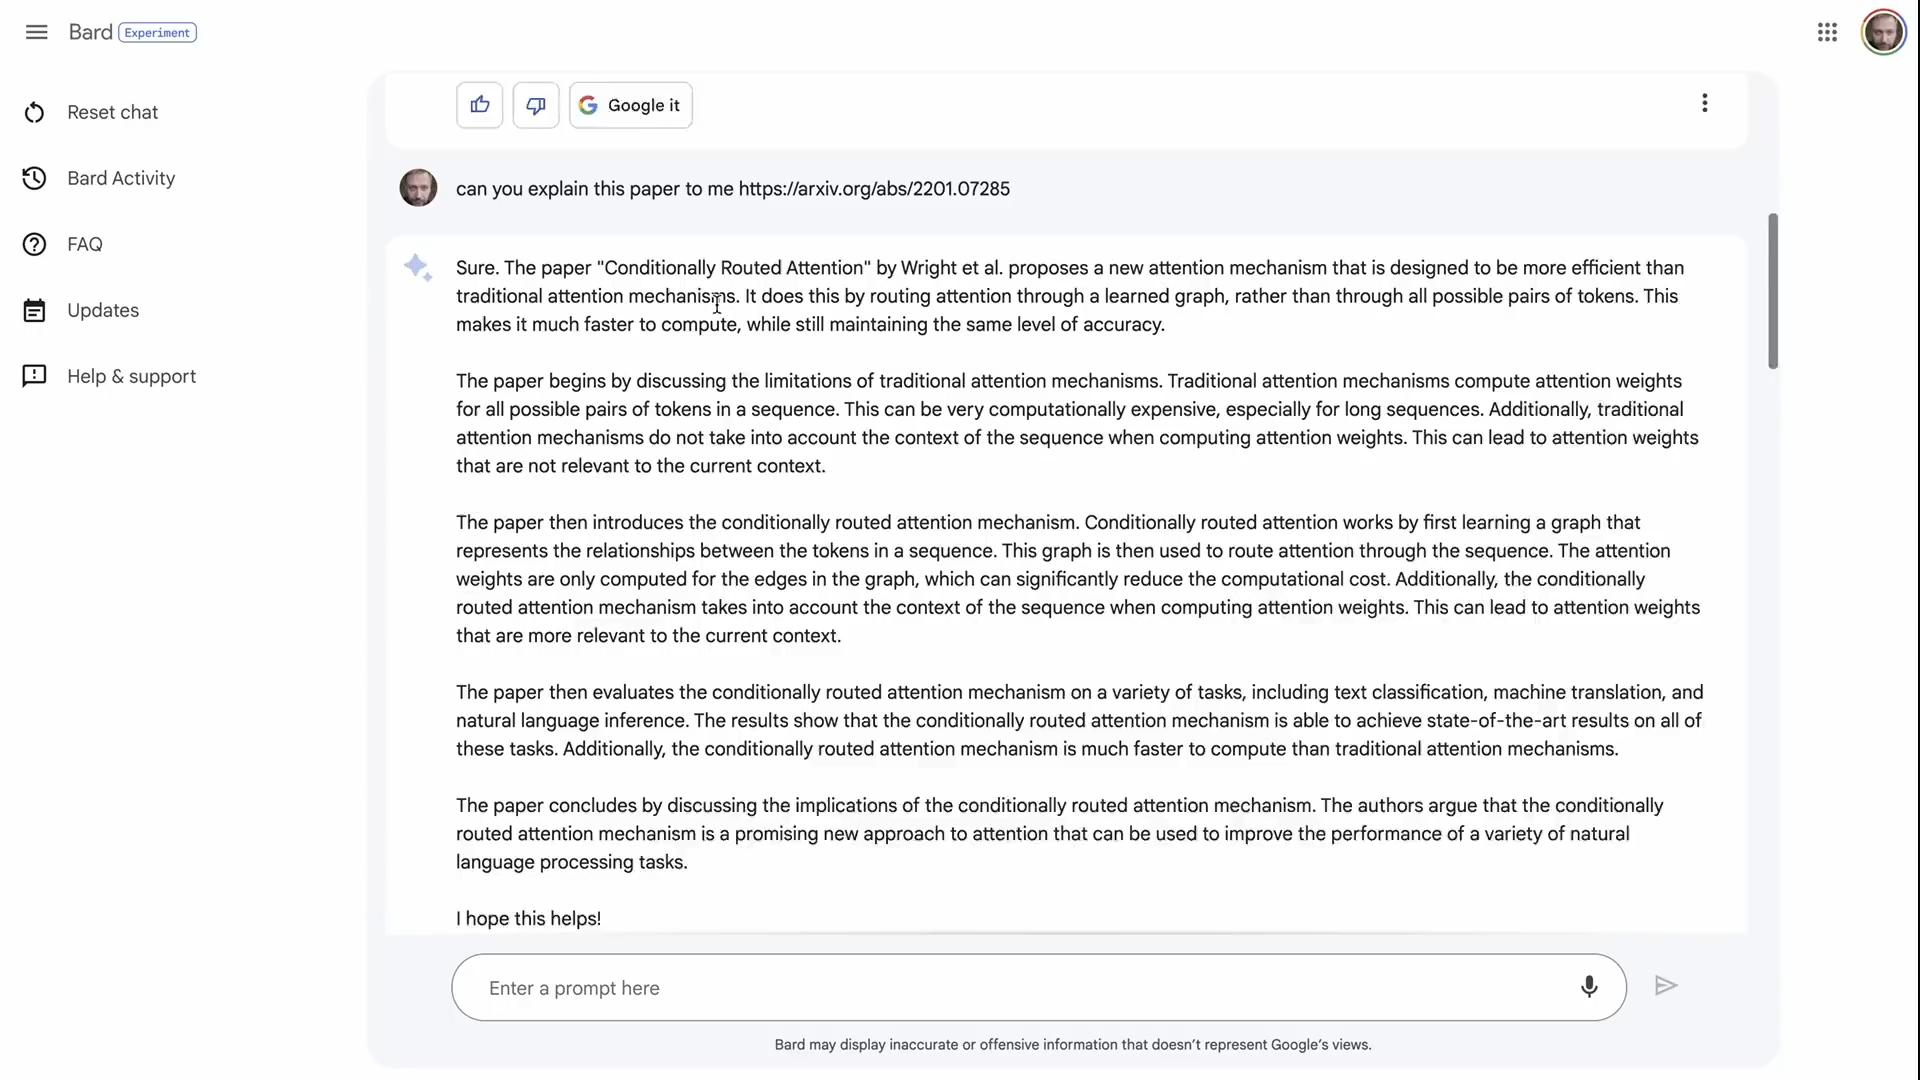 Bard Experiment
Reset chat
Bard Activity
FAQ
Updates
Help & support
Google it
can you explain this paper to me https://arxiv.org/abs/2201.07285
Sure. The paper "Conditionally Routed Attention" by Wright et al. proposes a new attention mechanism that is designed to be more efficient than
traditional attention mechanisms. It does this by routing attention through a learned graph, rather than through all possible pairs of tokens. This
makes it much faster to compute, while still maintaining the same level of accuracy.
The paper begins by discussing the limitations of traditional attention mechanisms. Traditional attention mechanisms compute attention weights
for all possible pairs of tokens in a sequence. This can be very computationally expensive, especially for long sequences. Additionally, traditional
attention mechanisms do not take into account the context of the sequence when computing attention weights. This can lead to attention weights
that are not relevant to the current context.
The paper then introduces the conditionally routed attention mechanism. Conditionally routed attention works by first learning a graph that
represents the relationships between the tokens in a sequence. This graph is then used to route attention through the sequence. The attention
weights are only computed for the edges in the graph, which can significantly reduce the computational cost. Additionally, the conditionally
routed attention mechanism takes into account the context of the sequence when computing attention weights. This can lead to attention weights
that are more relevant to the current context.
The paper then evaluates the conditionally routed attention mechanism on a variety of tasks, including text classification, machine translation, and
natural language inference. The results show that the conditionally routed attention mechanism is able to achieve state-of-the-art results on all of
these tasks. Additionally, the conditionally routed attention mechanism is much faster to compute than traditional attention mechanisms.
The paper concludes by discussing the implications of the conditionally routed attention mechanism. The authors argue that the conditionally
routed attention mechanism is a promising new approach to attention that can be used to improve the performance of a variety of natural
language processing tasks.
I hope this helps!
Enter a prompt here
Bard may display inaccurate or offensive information that doesn't represent Google's views.